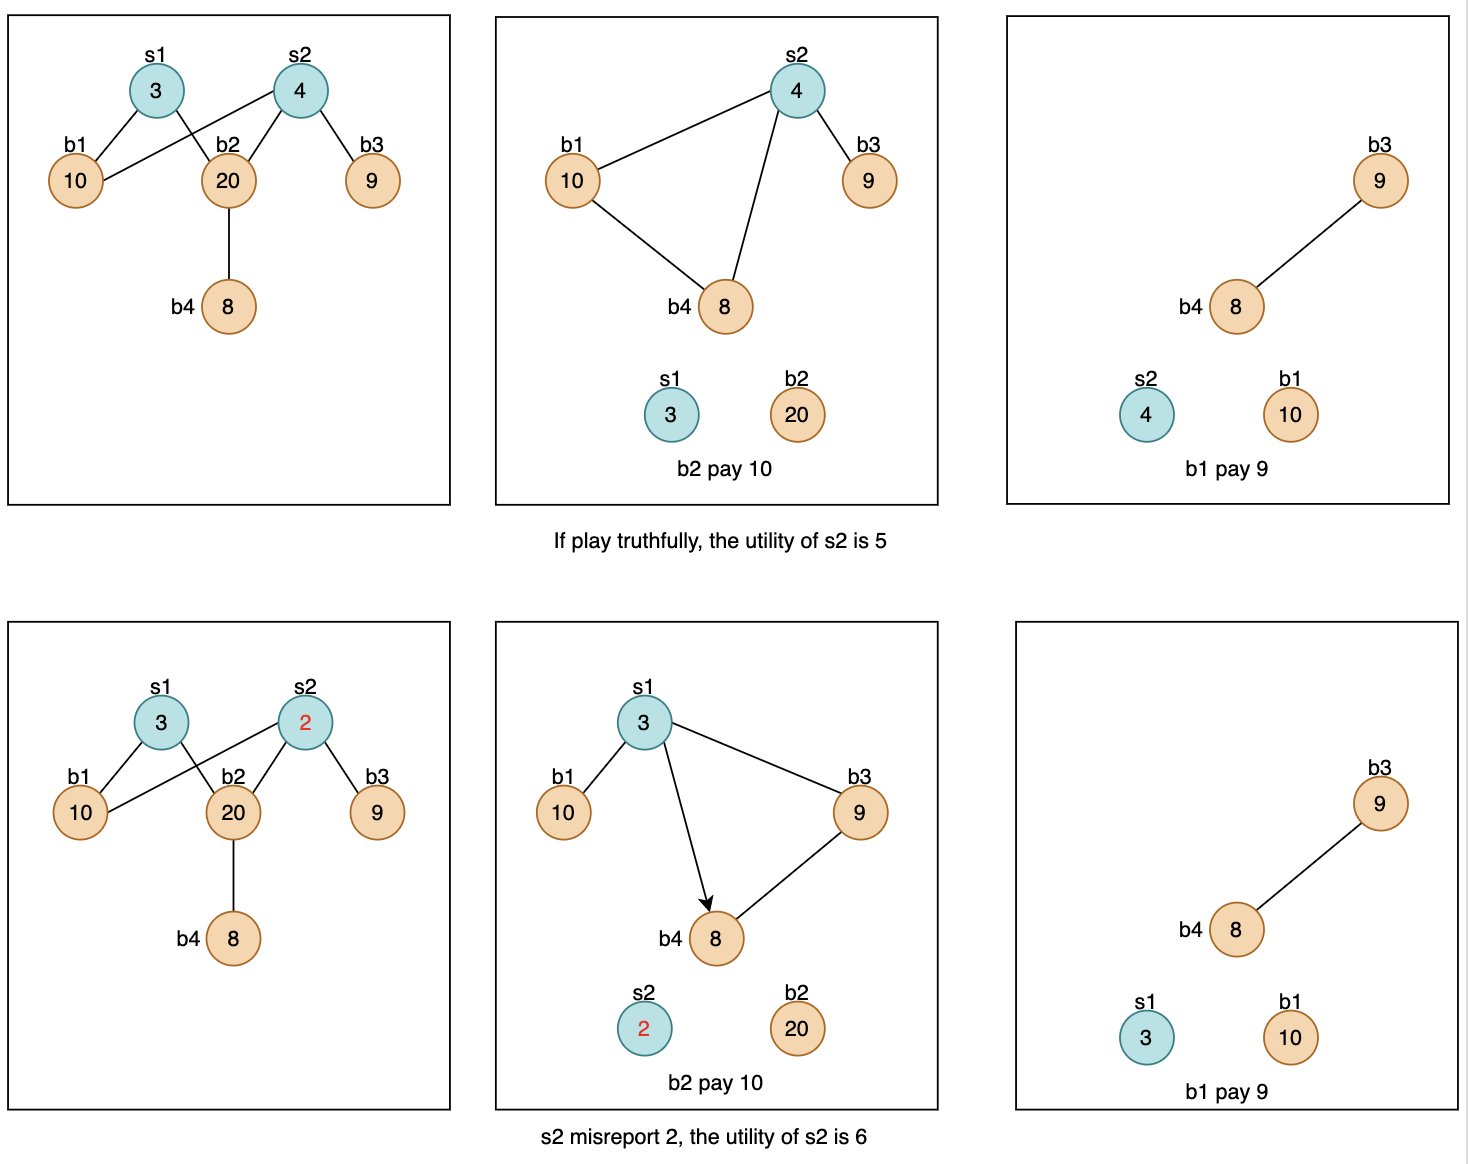 s1 s2
3 4
b1 b2 b3
10 20 9
b4 8
s2
4
b1 b3
10 9
b4 8
s1 b2
3 20
b2 pay 10
b3
9
b4 8
s2 b1
4 10
b1 pay 9
If play truthfully, the utility of s2 is 5
s1 s2
3 2
b1 b2 b3
10 20 9
b4 8
s1
3
b1 b3
10 9
b4 8
s2 b2
2 20
b2 pay 10
b3
9
b4 8
s1 b1
3 10
b1 pay 9
s2 misreport 2, the utility of s2 is 6